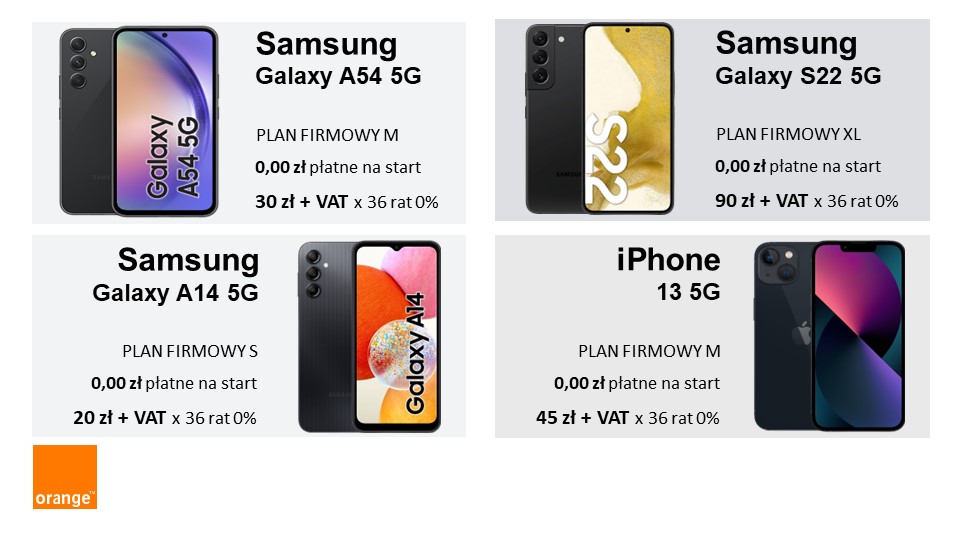 Samsung
Galaxy A54 5G
PLAN FIRMOWY M
0,00 zł płatne na start
30 zł + VAT x 36 rat 0%
Galaxy
A54 5G
Samsung
Galaxy S22 5G
PLAN FIRMOWY XL
0,00 zł płatne na start
90 zł + VAT x 36 rat 0%
SAMSUNG
S22
Samsung
Galaxy A14 5G
PLAN FIRMOWY S
0,00 zł płatne na start
20 zł + VAT x 36 rat 0%
Galaxy A14
iPhone
13 5G
PLAN FIRMOWY M
0,00 zł płatne na start
45 zł + VAT x 36 rat 0%
orange™